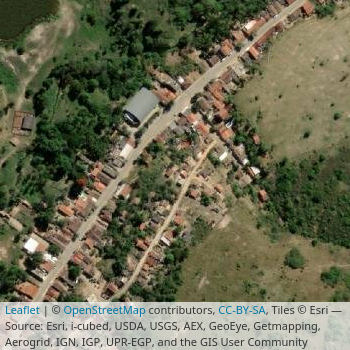 Leaflet | © OpenStreetMap contributors, CC-BY-SA, Tiles © Esri —
Source: Esri, i-cubed, USDA, USGS, AEX, GeoEye, Getmapping,
Aerogrid, IGN, IGP, UPR-EGP, and the GIS User Community